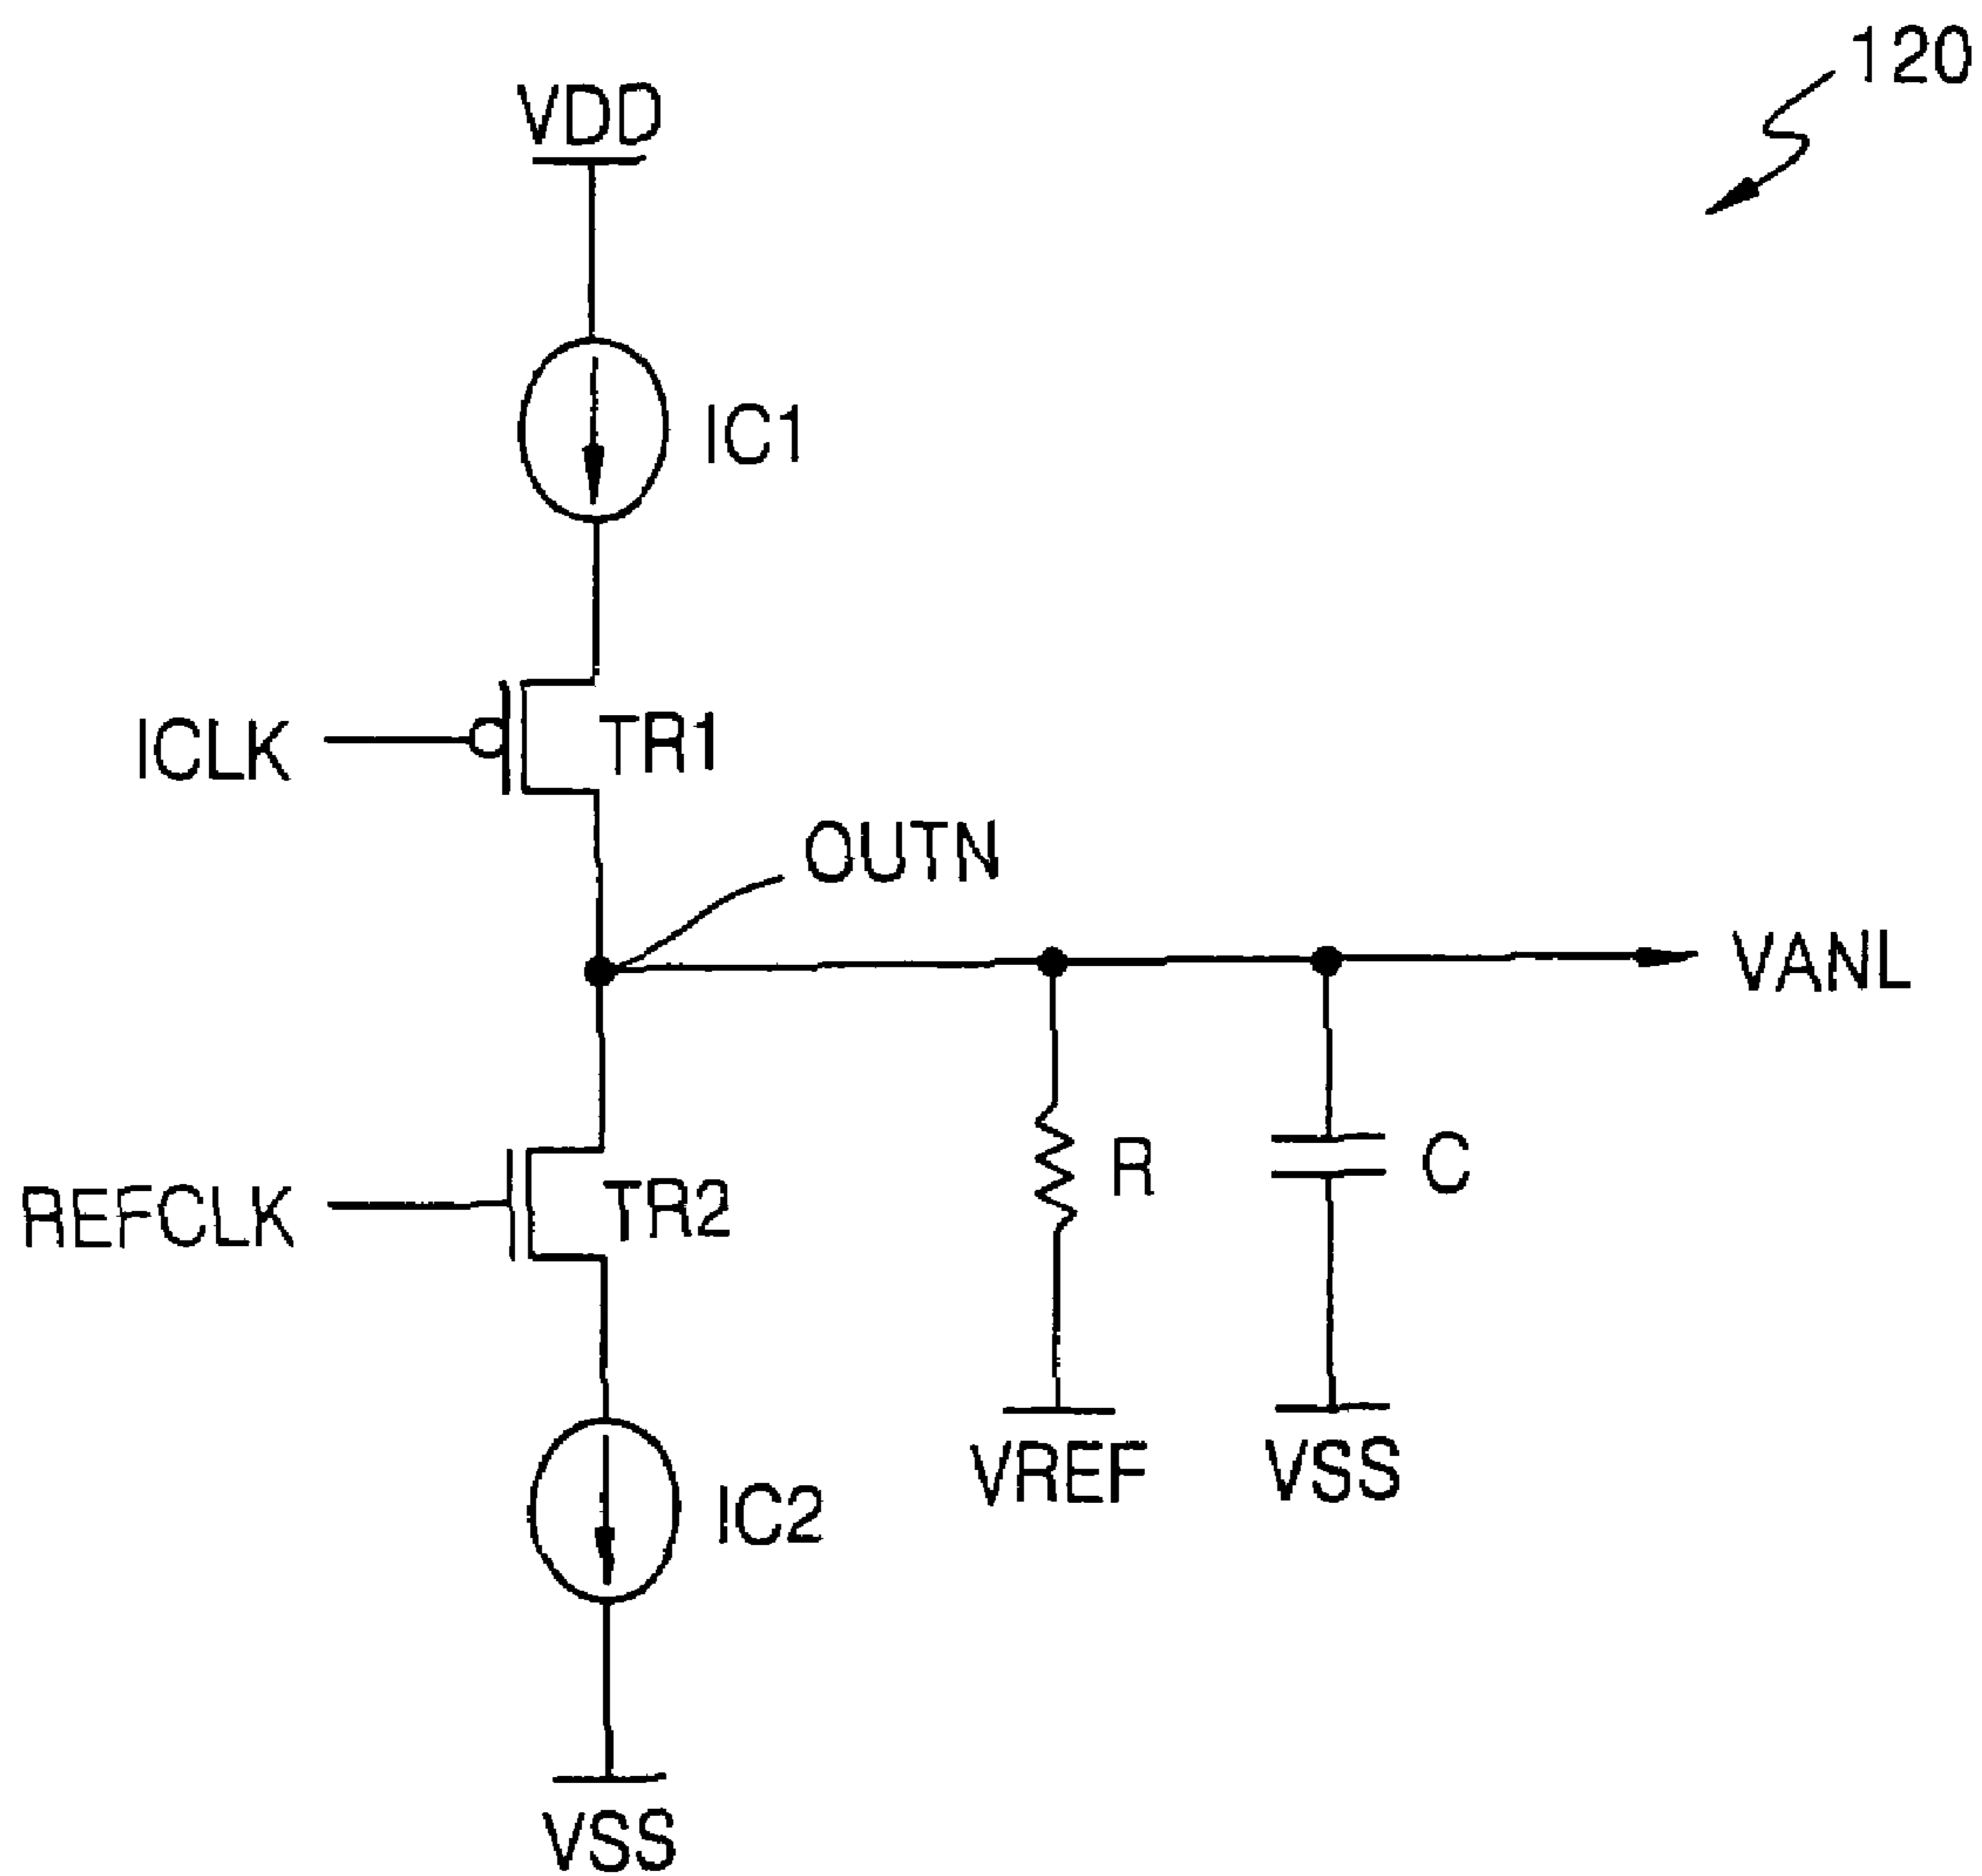 120
VDD
IC1
ICLK
TR1
OUTN
VANL
REFCLK
TR2
R
C
VREF
VSS
IC2
VSS